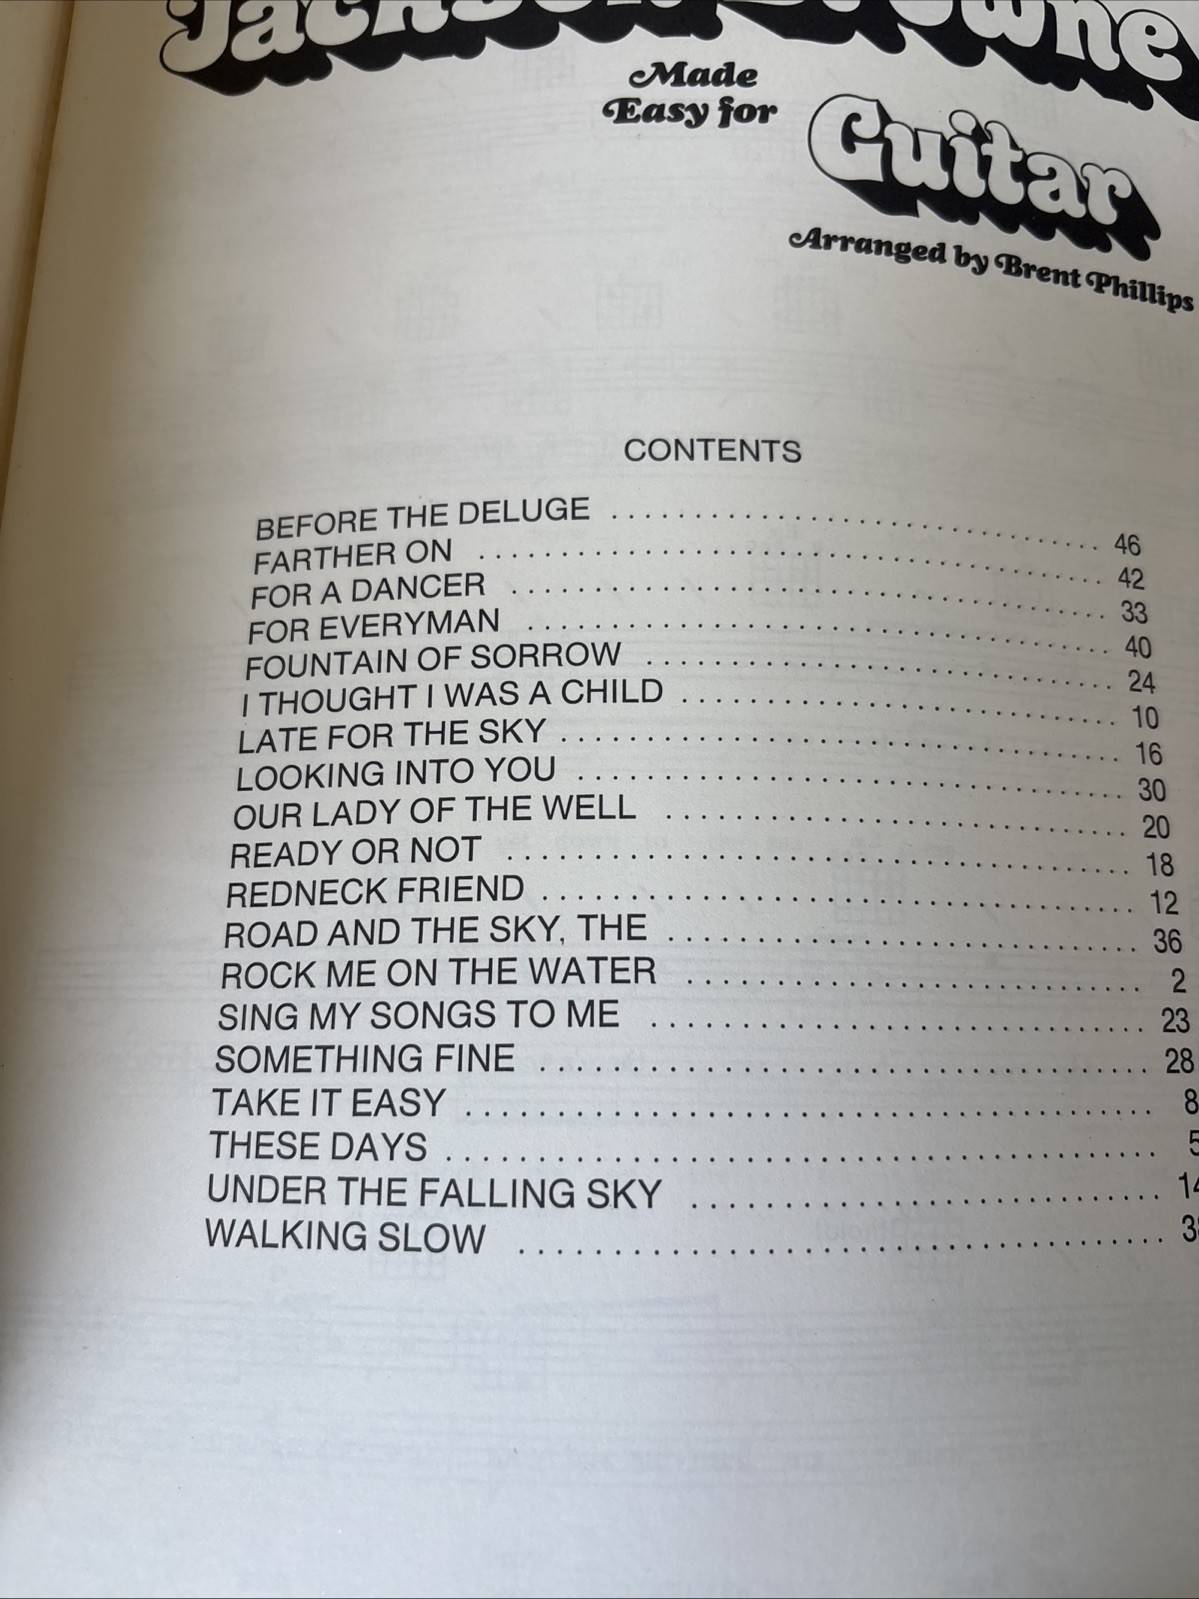 Jackson Browne
Made
Easy for
Guitar
Arranged by Brent Phillips
CONTENTS
BEFORE THE DELUGE .......... 46
FARTHER ON .......... 42
FOR A DANCER .......... 33
FOR EVERYMAN .......... 40
FOUNTAIN OF SORROW .......... 24
I THOUGHT I WAS A CHILD .......... 10
LATE FOR THE SKY .......... 16
LOOKING INTO YOU .......... 30
OUR LADY OF THE WELL .......... 20
READY OR NOT .......... 18
REDNECK FRIEND .......... 12
ROAD AND THE SKY, THE .......... 36
ROCK ME ON THE WATER .......... 2
SING MY SONGS TO ME .......... 23
SOMETHING FINE .......... 28
TAKE IT EASY .......... 8
THESE DAYS .......... 5
UNDER THE FALLING SKY .......... 14
WALKING SLOW ..........